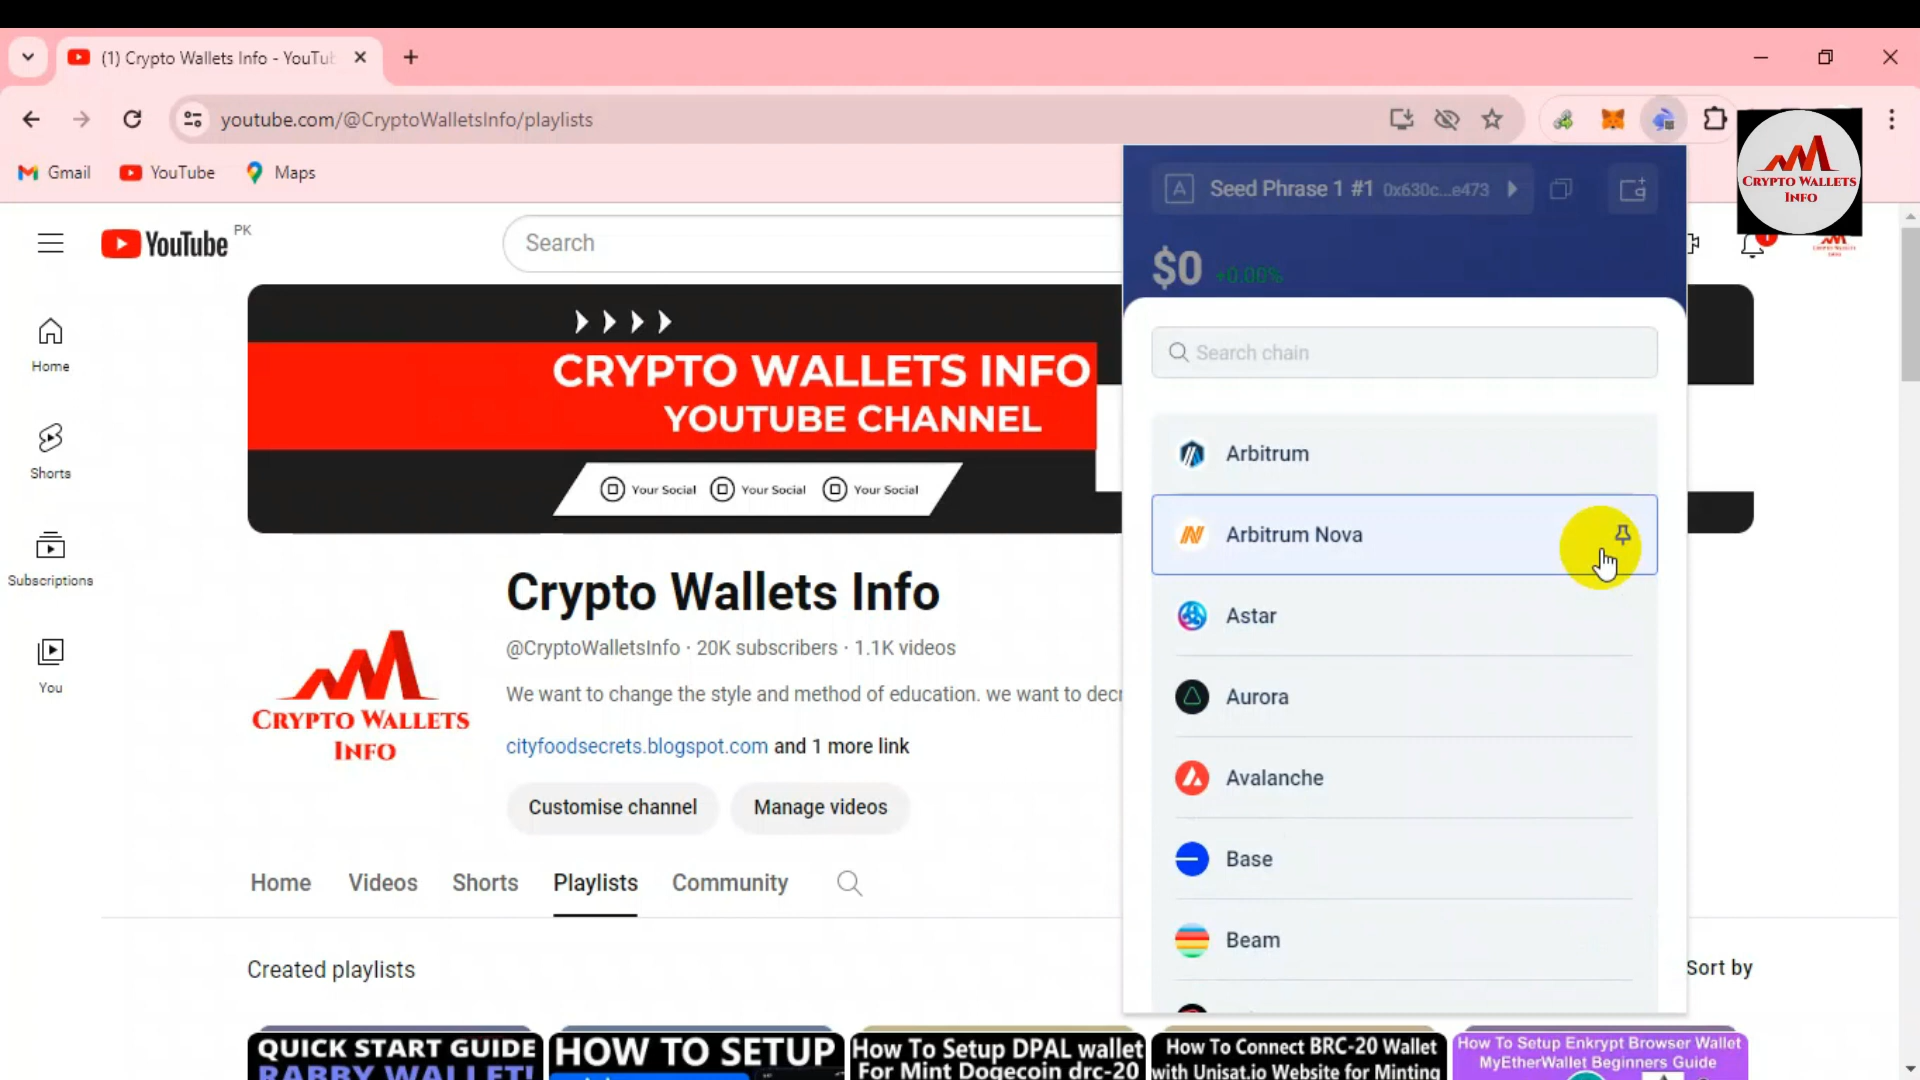 (1) Crypto Wallets Info - YouTu
youtube.com/@CryptoWalletsInfo/playlists
Gmail
YouTube
Maps
CRYPTO WALLETS
INFO
YouTube PK
Search
Home
Shorts
Subscriptions
You
CRYPTO WALLETS INFO
YOUTUBE CHANNEL
Your Social
Your Social
Your Social
CRYPTO WALLETS
INFO
Crypto Wallets Info
@CryptoWalletsInfo · 20K subscribers · 1.1K videos
We want to change the style and method of education. we want to decr
cityfoodsecrets.blogspot.com and 1 more link
Customise channel
Manage videos
Home
Videos
Shorts
Playlists
Community
Created playlists
Sort by
QUICK START GUIDE
RABBY WALLET!
HOW TO SETUP
How To Setup DPAL wallet
For Mint Dogecoin drc-20
How To Connect BRC-20 Wallet
with Unisat.io Website for Minting
How To Setup Enkrypt Browser Wallet
MyEtherWallet Beginners Guide
A Seed Phrase 1 #1 0x630c...e473
$0 +0.00%
Search chain
Arbitrum
Arbitrum Nova
Astar
Aurora
Avalanche
Base
Beam